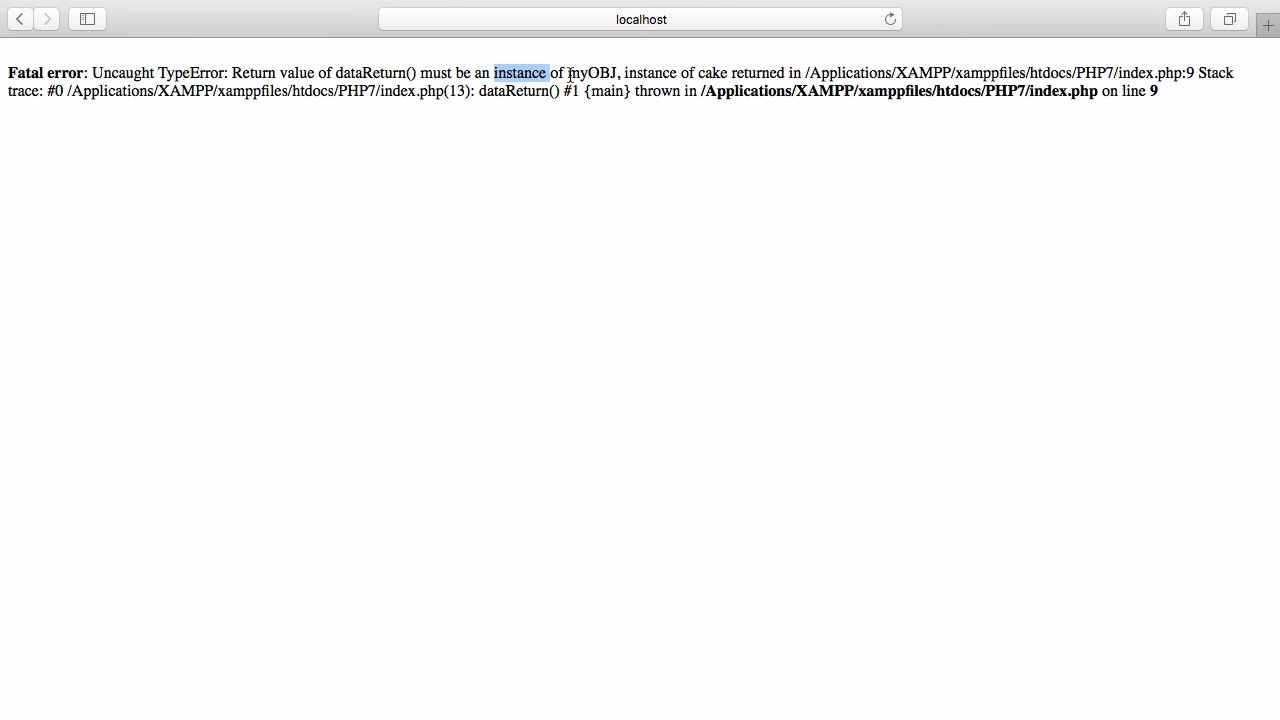 localhost
Fatal error: Uncaught TypeError: Return value of dataReturn() must be an instance of myOBJ, instance of cake returned in /Applications/XAMPP/xamppfiles/htdocs/PHP7/index.php:9 Stack
trace: #0 /Applications/XAMPP/xamppfiles/htdocs/PHP7/index.php(13): dataReturn() #1 {main} thrown in /Applications/XAMPP/xamppfiles/htdocs/PHP7/index.php on line 9